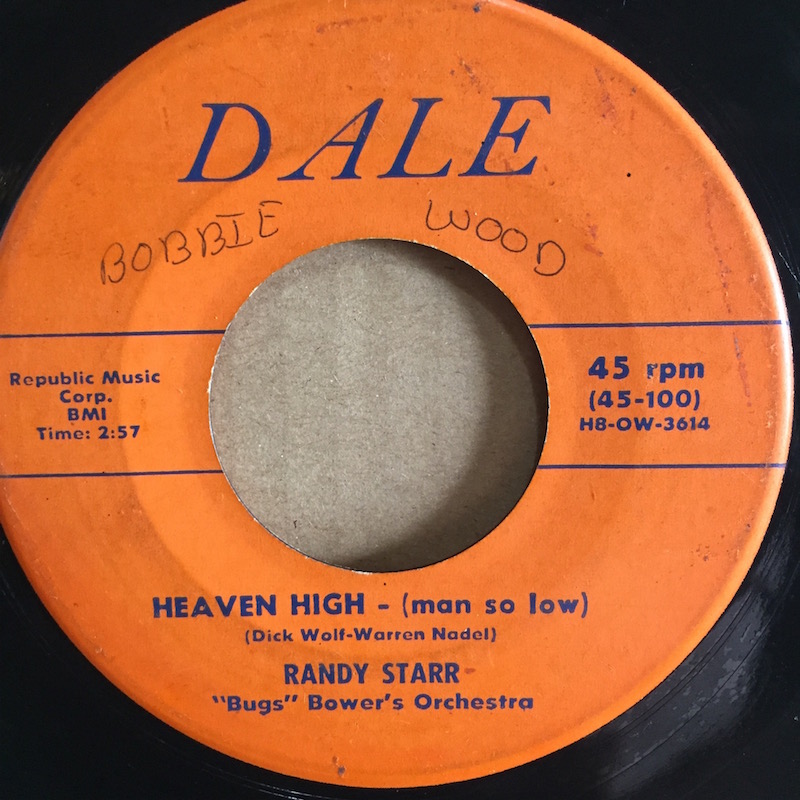 DALE
BOBBIE WOOD
Republic Music
Corp.
BMI
Time: 2:57
45 rpm
(45-100)
H8-OW-3614
HEAVEN HIGH - (man so low)
(Dick Wolf-Warren Nadel)
RANDY STARR
"Bugs" Bower's Orchestra